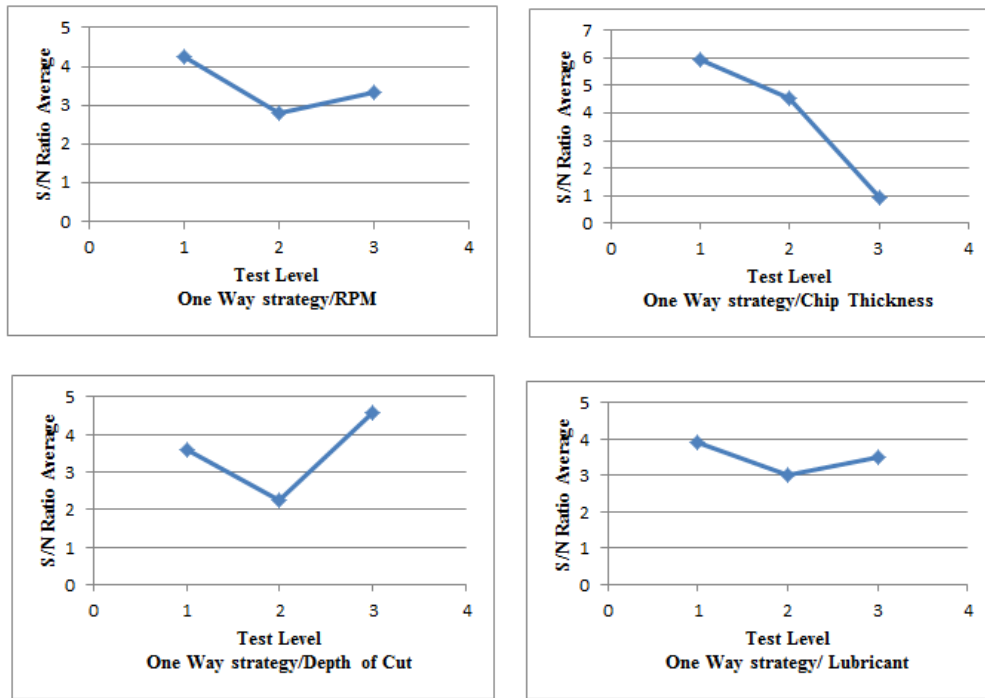 5
4
3
2
1
0
S/N Ratio Average
0 1 2 3 4
Test Level
One Way strategy/RPM
7
6
5
4
3
2
1
0
S/N Ratio Average
0 1 2 3 4
Test Level
One Way strategy/Chip Thickness
5
4
3
2
1
0
S/N Ratio Average
0 1 2 3 4
Test Level
One Way strategy/Depth of Cut
5
4
3
2
1
0
S/N Ratio Average
0 1 2 3 4
Test Level
One Way strategy/ Lubricant